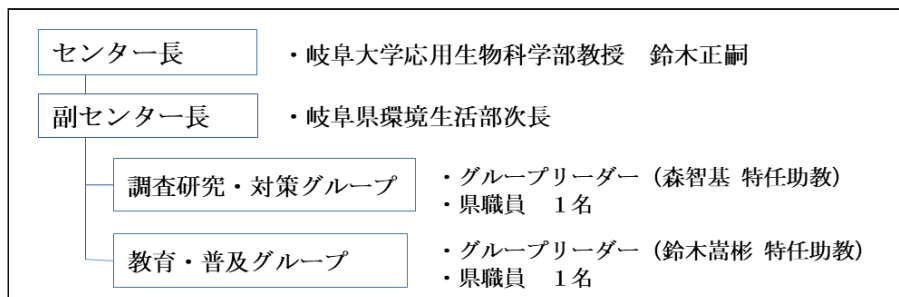 センター長　・岐阜大学応用生物科学部教授　鈴木正嗣
副センター長　・岐阜県環境生活部次長
調査研究・対策グループ　・グループリーダー（森智基 特任助教）
・県職員　１名
教育・普及グループ　・グループリーダー（鈴木嵩彬 特任助教）
・県職員　１名